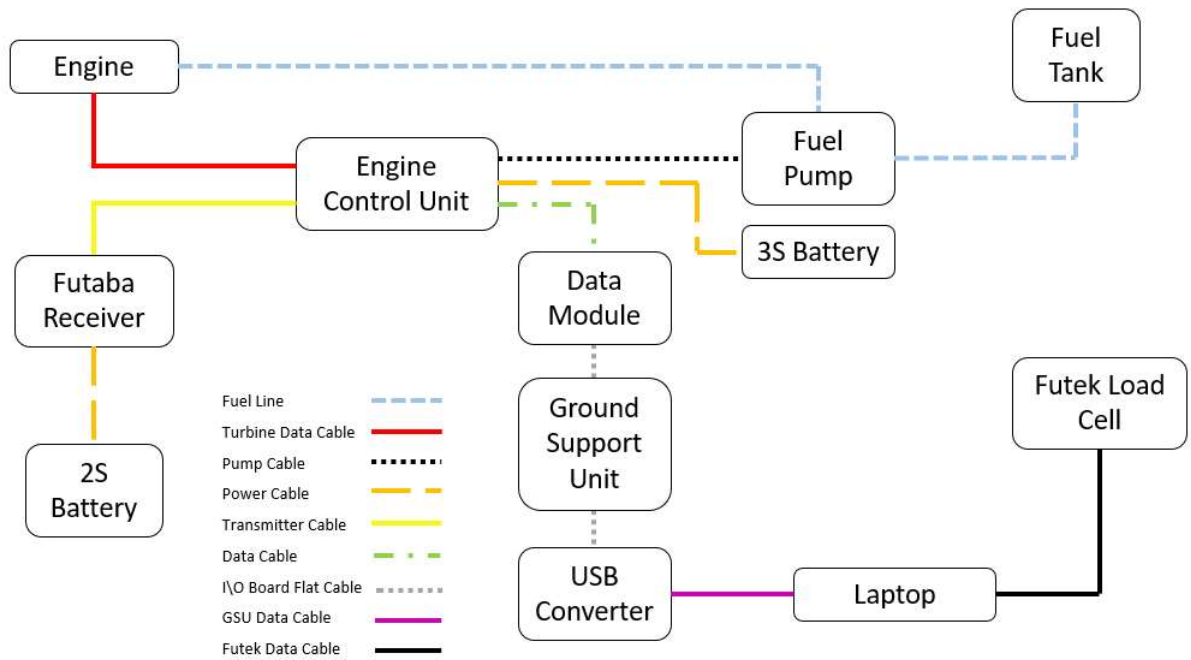 Engine
Fuel
Tank
Fuel
Pump
Engine
Control Unit
3S Battery
Futaba
Receiver
Data
Module
2S
Battery
Ground
Support
Unit
Futek Load
Cell
USB
Converter
Laptop
Fuel Line
Turbine Data Cable
Pump Cable
Power Cable
Transmitter Cable
Data Cable
I\O Board Flat Cable
GSU Data Cable
Futek Data Cable